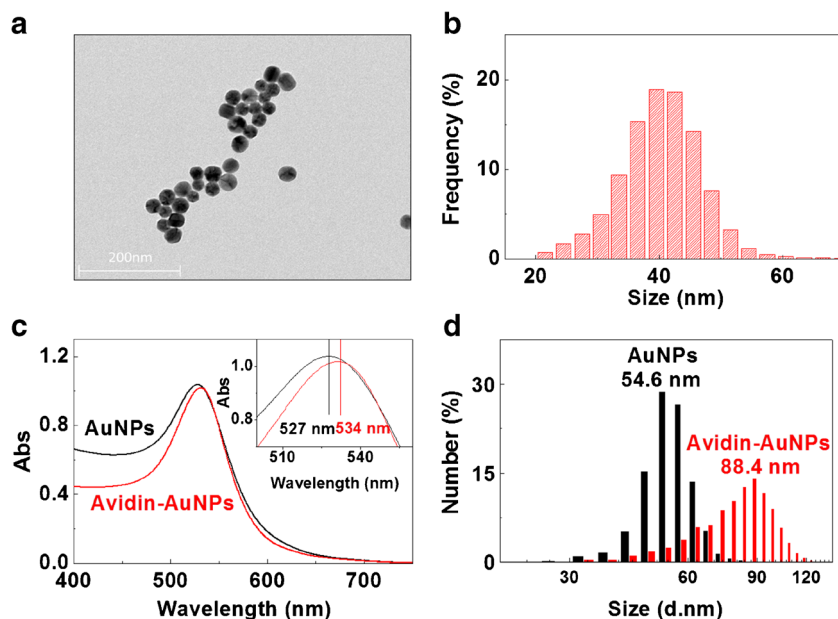 a
200nm
b
Frequency (%)
20
10
0
20
40
60
Size (nm)
c
1.2
0.8
0.4
0.0
Abs
AuNPs
Avidin-AuNPs
400
500
600
700
Wavelength (nm)
1.0
0.8
Abs
527 nm
534 nm
510
540
Wavelength (nm)
d
30
15
0
Number (%)
AuNPs
54.6 nm
Avidin-AuNPs
88.4 nm
30
60
90
120
Size (d.nm)